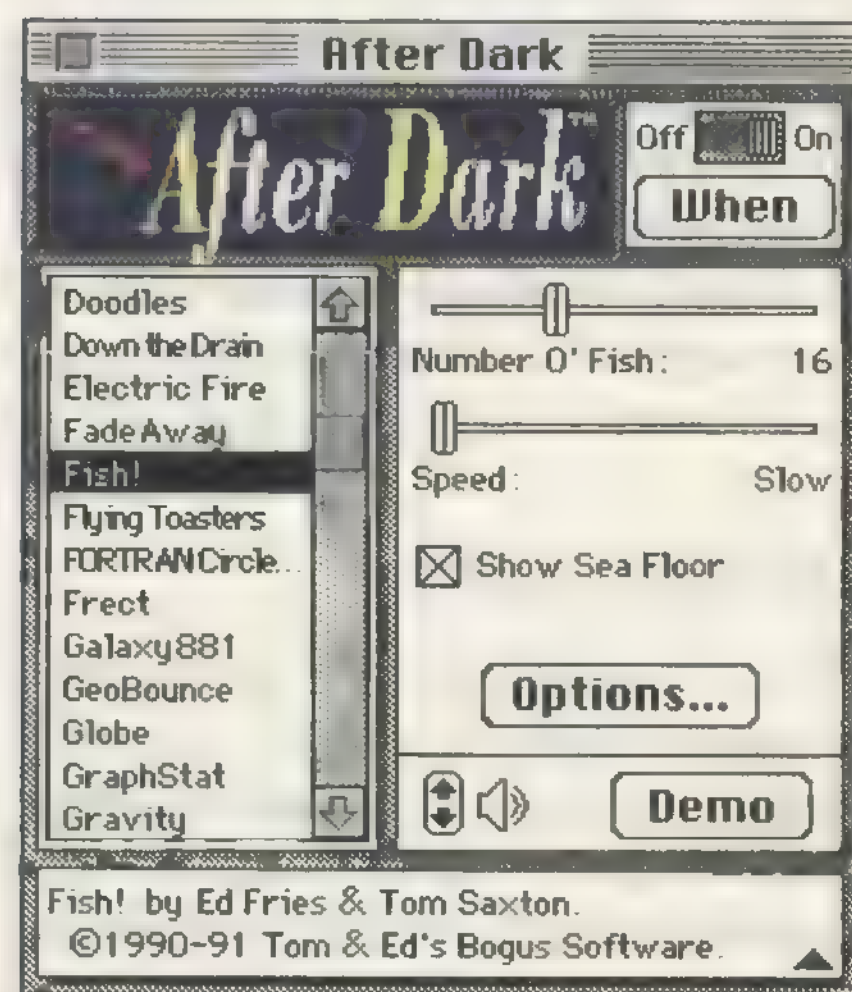 After Dark
After Dark™
Off On
When
Doodles
Down the Drain
Electric Fire
Fade Away
Fish!
Flying Toasters
FORTRAN Circle...
Frect
Galaxy881
GeoBounce
Globe
GraphStat
Gravity
Number O' Fish: 16
Speed: Slow
Show Sea Floor
Options...
Demo
Fish! by Ed Fries & Tom Saxton.
©1990-91 Tom & Ed's Bogus Software.